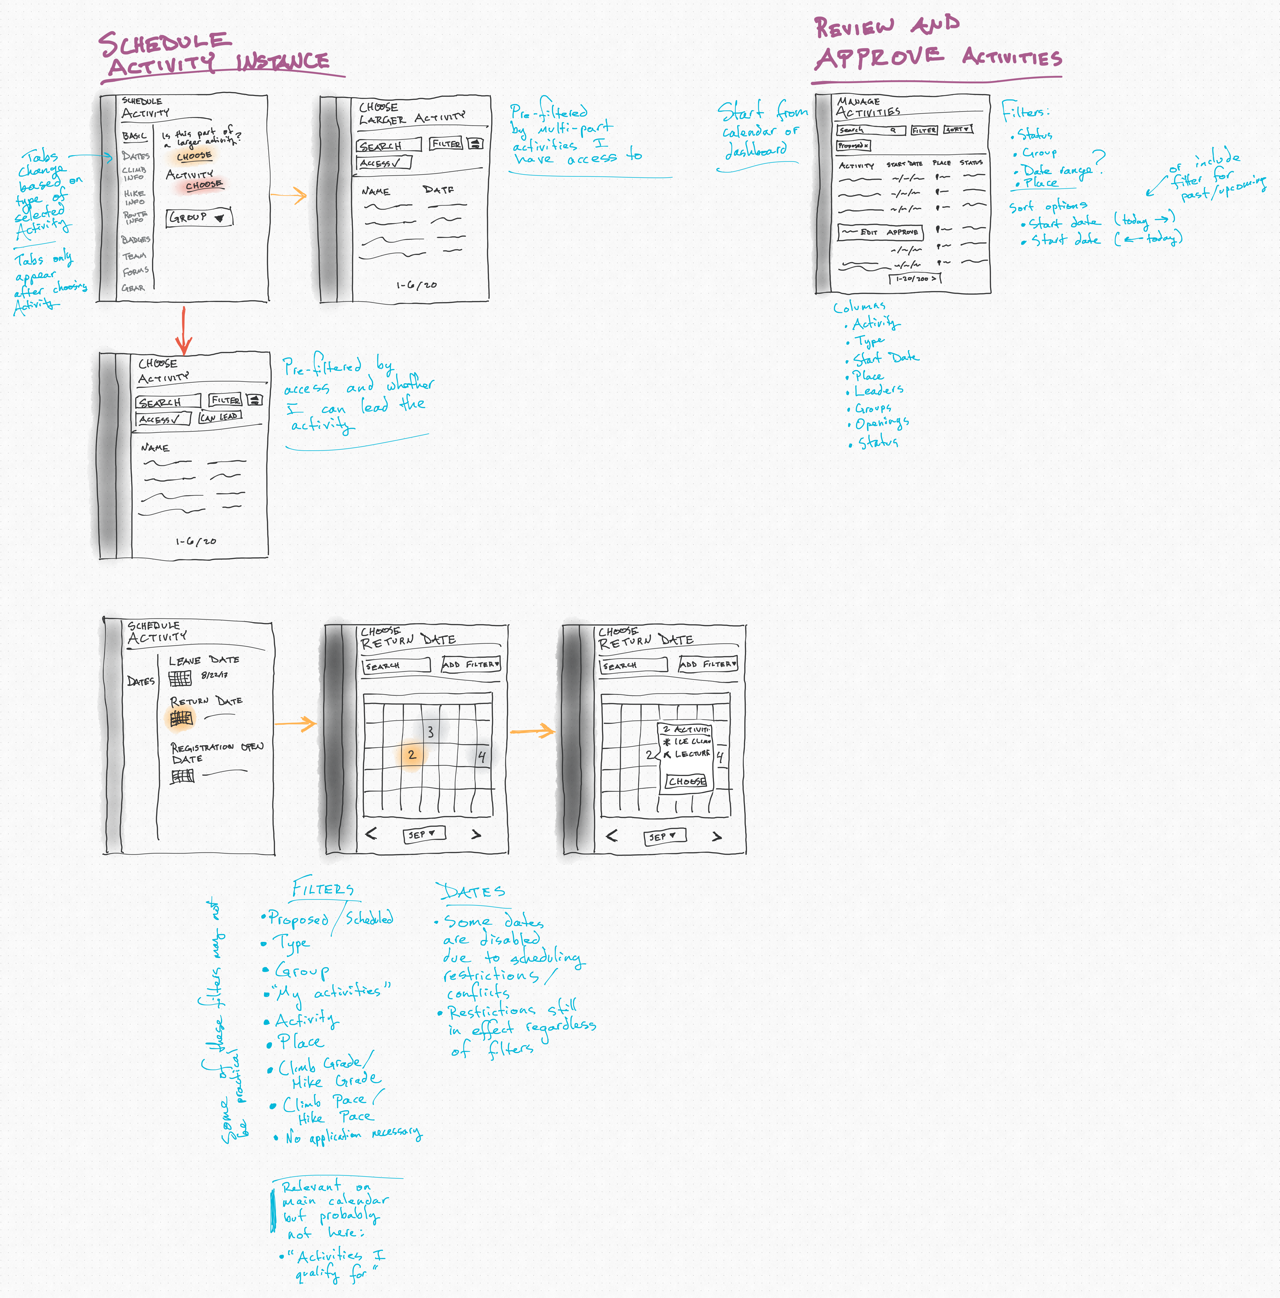 SCHEDULE
ACTIVITY INSTANCE
SCHEDULE
ACTIVITY
BASIC
DATES
CLIMB
INFO
HIKE
INFO
ROUTE
INFO
BADGES
TEAM
FORMS
GEAR
Is this part of
a larger activity?
CHOOSE
ACTIVITY
CHOOSE
GROUP
Tabs
change
based on
type of
selected
Activity
Tabs only
appear
after choosing
Activity
CHOOSE
LARGER ACTIVITY
SEARCH
FILTER
ACCESS
NAME
DATE
1-6/20
Pre-filtered
by multi-part
activities I
have access to
CHOOSE
ACTIVITY
SEARCH
FILTER
ACCESS
CAN LEAD
NAME
1-6/20
Pre-filtered by
access and whether
I can lead the
activity
REVIEW AND
APPROVE ACTIVITIES
Start from
calendar or
dashboard
MANAGE
ACTIVITIES
Search
FILTER
SORT
Proposed x
ACTIVITY START DATE PLACE STATUS
EDIT APPROVE
1-20/200 >
Filters:
• Status
• Group
• Date range?
• Place
or include
filter for
past/upcoming
Sort options
• Start date (today →)
• Start date (← today)
Columns
• Activity
• Type
• Start Date
• Place
• Leaders
• Groups
• Openings
• Status
SCHEDULE
ACTIVITY
DATES
LEAVE DATE
8/22/17
RETURN DATE
REGISTRATION OPEN
DATE
CHOOSE
RETURN DATE
SEARCH
ADD FILTER
3
2
4
< SEP >
CHOOSE
RETURN DATE
SEARCH
ADD FILTER
2 ACTIVITI
ICE CLIM
LECTURE
CHOOSE
2
4
< SEP >
Some of these filters may not
be practical
FILTERS
• Proposed / Scheduled
• Type
• Group
• "My activities"
• Activity
• Place
• Climb Grade/
Hike Grade
• Climb Pace/
Hike Pace
• No application necessary
Relevant on
main calendar
but probably
not here:
• "Activities I
qualify for"
DATES
• Some dates
are disabled
due to scheduling
restrictions/
conflicts
• Restrictions still
in effect regardless
of filters